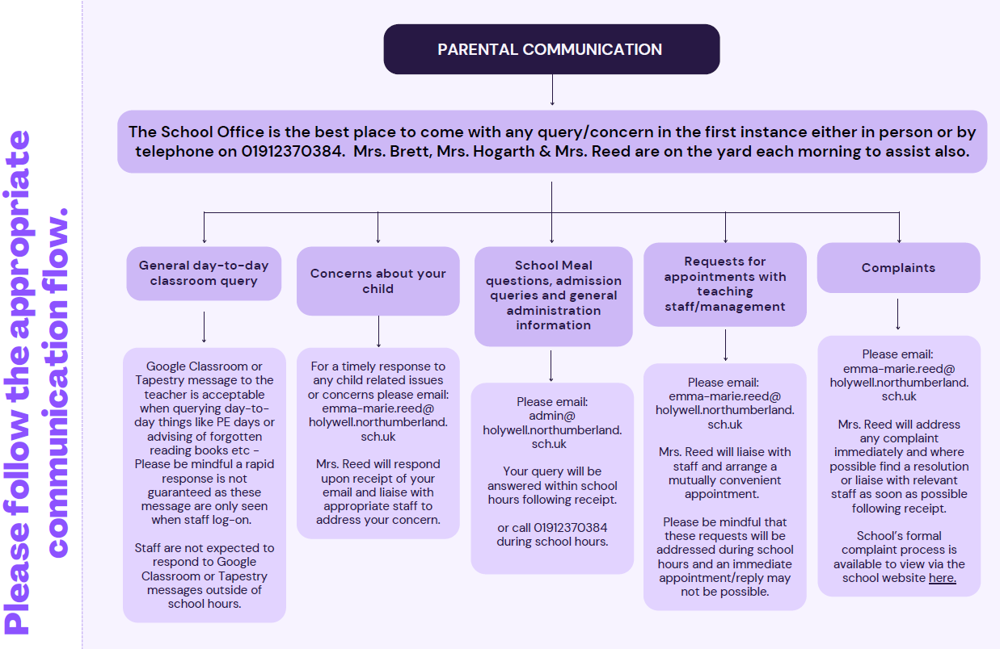 Please follow the appropriate
communication flow.
PARENTAL COMMUNICATION
The School Office is the best place to come with any query/concern in the first instance either in person or by
telephone on 01912370384.  Mrs. Brett, Mrs. Hogarth & Mrs. Reed are on the yard each morning to assist also.
General day-to-day
classroom query
Google Classroom or
Tapestry message to the
teacher is acceptable
when querying day-to-
day things like PE days or
advising of forgotten
reading books etc -
Please be mindful a rapid
response is not
guaranteed as these
message are only seen
when staff log-on.
Staff are not expected to
respond to Google
Classroom or Tapestry
messages outside of
school hours.
Concerns about your
child
For a timely response to
any child related issues
or concerns please email:
emma-marie.reed@
holywell.northumberland.
sch.uk
Mrs. Reed will respond
upon receipt of your
email and liaise with
appropriate staff to
address your concern.
School Meal
questions, admission
queries and general
administration
information
Please email:
admin@
holywell.northumberland.
sch.uk
Your query will be
answered within school
hours following receipt.
or call 01912370384
during school hours.
Requests for
appointments with
teaching
staff/management
Please email:
emma-marie.reed@
holywell.northumberland.
sch.uk
Mrs. Reed will liaise with
staff and arrange a
mutually convenient
appointment.
Please be mindful that
these requests will be
addressed during school
hours and an immediate
appointment/reply may
not be possible.
Complaints
Please email:
emma-marie.reed@
holywell.northumberland.
sch.uk
Mrs. Reed will address
any complaint
immediately and where
possible find a resolution
or liaise with relevant
staff as soon as possible
following receipt.
School's formal
complaint process is
available to view via the
school website here.